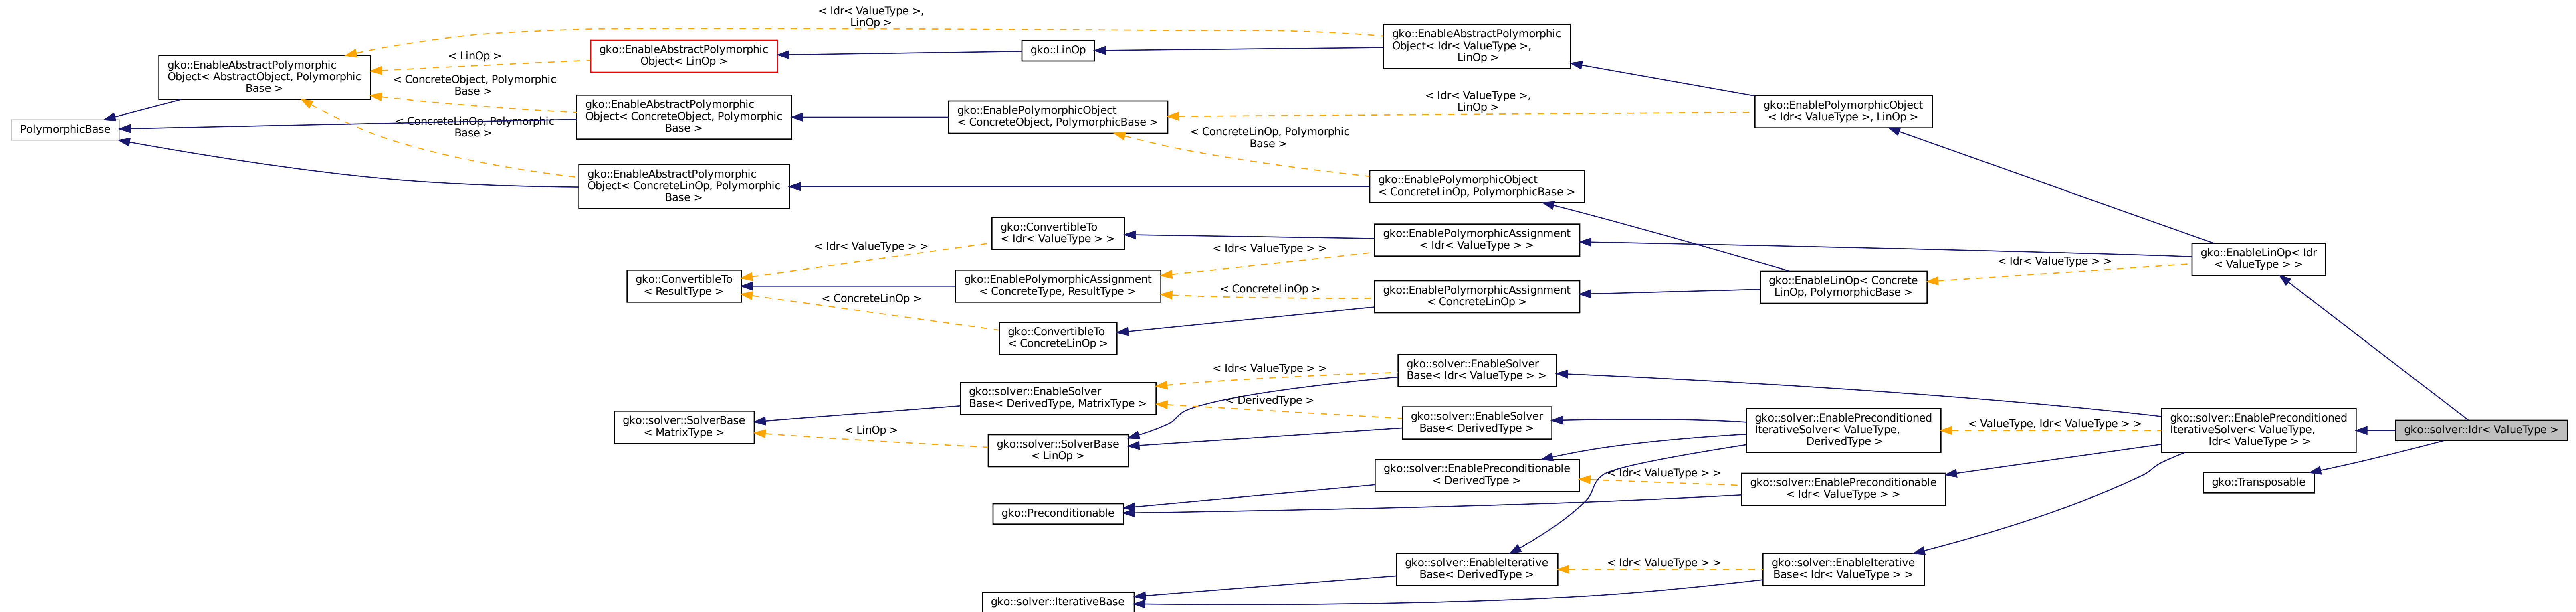 PolymorphicBase
gko::EnableAbstractPolymorphic
Object< AbstractObject, Polymorphic
Base >
< Idr< ValueType >,
LinOp >
< LinOp >
< ConcreteObject, Polymorphic
Base >
< ConcreteLinOp, Polymorphic
Base >
gko::EnableAbstractPolymorphic
Object< LinOp >
gko::EnableAbstractPolymorphic
Object< ConcreteObject, Polymorphic
Base >
gko::EnableAbstractPolymorphic
Object< ConcreteLinOp, Polymorphic
Base >
gko::LinOp
gko::EnablePolymorphicObject
< ConcreteObject, PolymorphicBase >
gko::EnableAbstractPolymorphic
Object< Idr< ValueType >,
LinOp >
< Idr< ValueType >,
LinOp >
< ConcreteLinOp, Polymorphic
Base >
gko::EnablePolymorphicObject
< Idr< ValueType >, LinOp >
gko::EnablePolymorphicObject
< ConcreteLinOp, PolymorphicBase >
gko::ConvertibleTo
< ResultType >
< Idr< ValueType > >
< ConcreteLinOp >
gko::ConvertibleTo
< Idr< ValueType > >
gko::EnablePolymorphicAssignment
< ConcreteType, ResultType >
gko::ConvertibleTo
< ConcreteLinOp >
< Idr< ValueType > >
< ConcreteLinOp >
gko::EnablePolymorphicAssignment
< Idr< ValueType > >
gko::EnablePolymorphicAssignment
< ConcreteLinOp >
gko::EnableLinOp< Concrete
LinOp, PolymorphicBase >
< Idr< ValueType > >
gko::EnableLinOp< Idr
< ValueType > >
gko::solver::SolverBase
< MatrixType >
< LinOp >
gko::solver::EnableSolver
Base< DerivedType, MatrixType >
gko::solver::SolverBase
< LinOp >
< Idr< ValueType > >
< DerivedType >
gko::solver::EnableSolver
Base< Idr< ValueType > >
gko::solver::EnableSolver
Base< DerivedType >
gko::solver::EnablePreconditioned
IterativeSolver< ValueType,
DerivedType >
< ValueType, Idr< ValueType > >
gko::solver::EnablePreconditioned
IterativeSolver< ValueType,
Idr< ValueType > >
gko::solver::Idr< ValueType >
gko::Transposable
gko::Preconditionable
gko::solver::EnablePreconditionable
< DerivedType >
< Idr< ValueType > >
gko::solver::EnablePreconditionable
< Idr< ValueType > >
gko::solver::IterativeBase
gko::solver::EnableIterative
Base< DerivedType >
< Idr< ValueType > >
gko::solver::EnableIterative
Base< Idr< ValueType > >